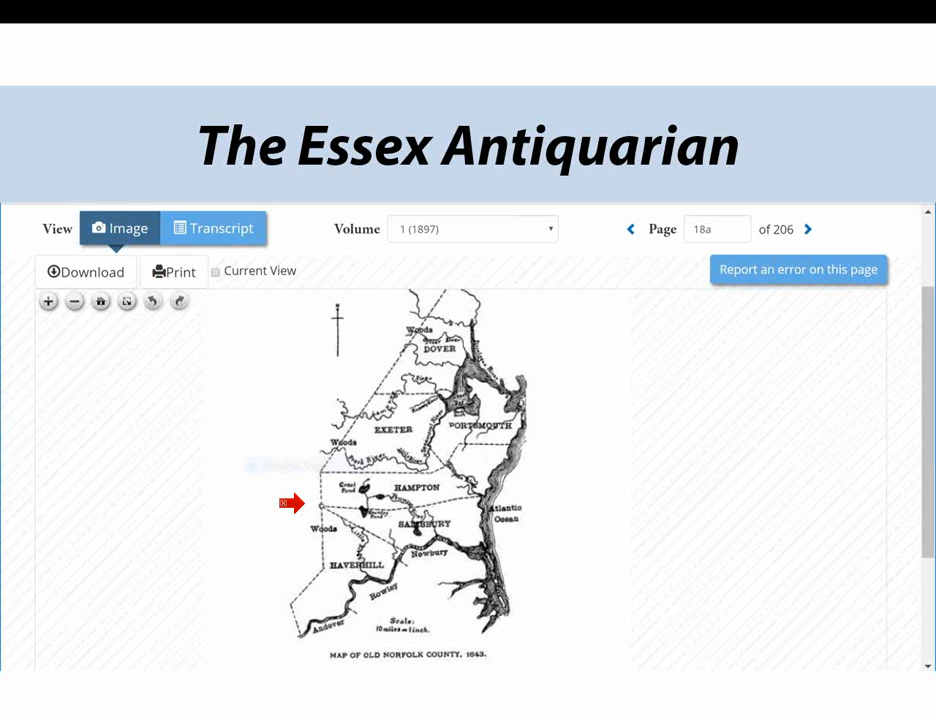 The Essex Antiquarian
View Image Transcript Volume 1 (1897) Page 18a of 206
Download Print Current View Report an error on this page
Woods
DOVER
EXETER
PORTSMOUTH
Woods
Great Pond
HAMPTON
Atlantic Ocean
Woods
SALISBURY
Newbury
HAVERHILL
Rowley
Scale:
10 miles = 1 inch.
Andover
MAP OF OLD NORFOLK COUNTY, 1643.